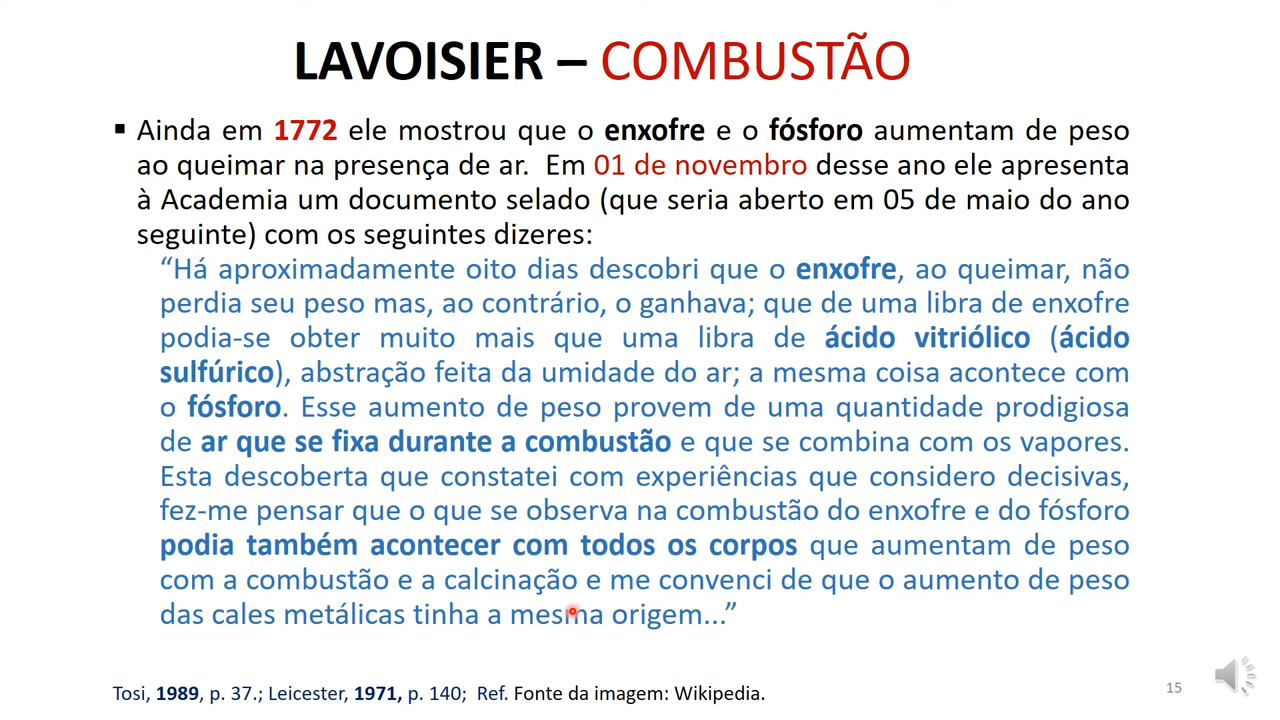 LAVOISIER – COMBUSTÃO
▪ Ainda em 1772 ele mostrou que o enxofre e o fósforo aumentam de peso
ao queimar na presença de ar. Em 01 de novembro desse ano ele apresenta
à Academia um documento selado (que seria aberto em 05 de maio do ano
seguinte) com os seguintes dizeres:
“Há aproximadamente oito dias descobri que o enxofre, ao queimar, não
perdia seu peso mas, ao contrário, o ganhava; que de uma libra de enxofre
podia-se obter muito mais que uma libra de ácido vitriólico (ácido
sulfúrico), abstração feita da umidade do ar; a mesma coisa acontece com
o fósforo. Esse aumento de peso provem de uma quantidade prodigiosa
de ar que se fixa durante a combustão e que se combina com os vapores.
Esta descoberta que constatei com experiências que considero decisivas,
fez-me pensar que o que se observa na combustão do enxofre e do fósforo
podia também acontecer com todos os corpos que aumentam de peso
com a combustão e a calcinação e me convenci de que o aumento de peso
das cales metálicas tinha a mesma origem...”
Tosi, 1989, p. 37.; Leicester, 1971, p. 140; Ref. Fonte da imagem: Wikipedia.
15